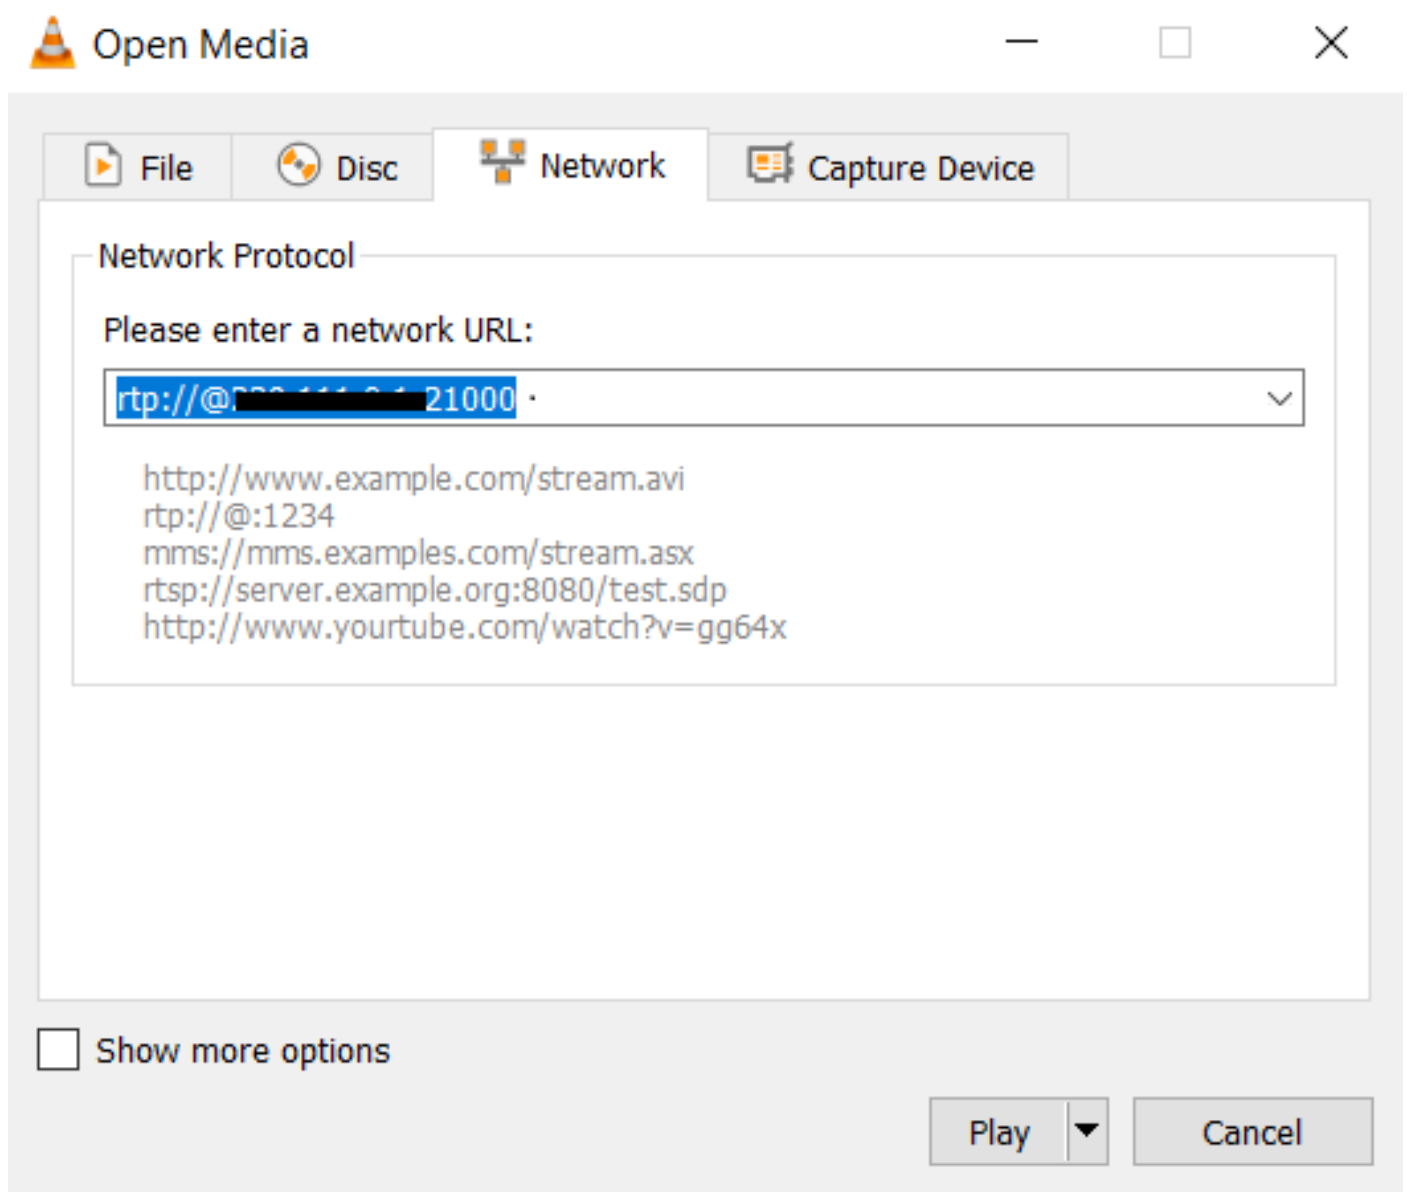 Open Media
File Disc Network Capture Device
Network Protocol
Please enter a network URL:
rtp://@ 21000
http://www.example.com/stream.avi
rtp://@:1234
mms://mms.examples.com/stream.asx
rtsp://server.example.org:8080/test.sdp
http://www.yourtube.com/watch?v=gg64x
Show more options
Play Cancel